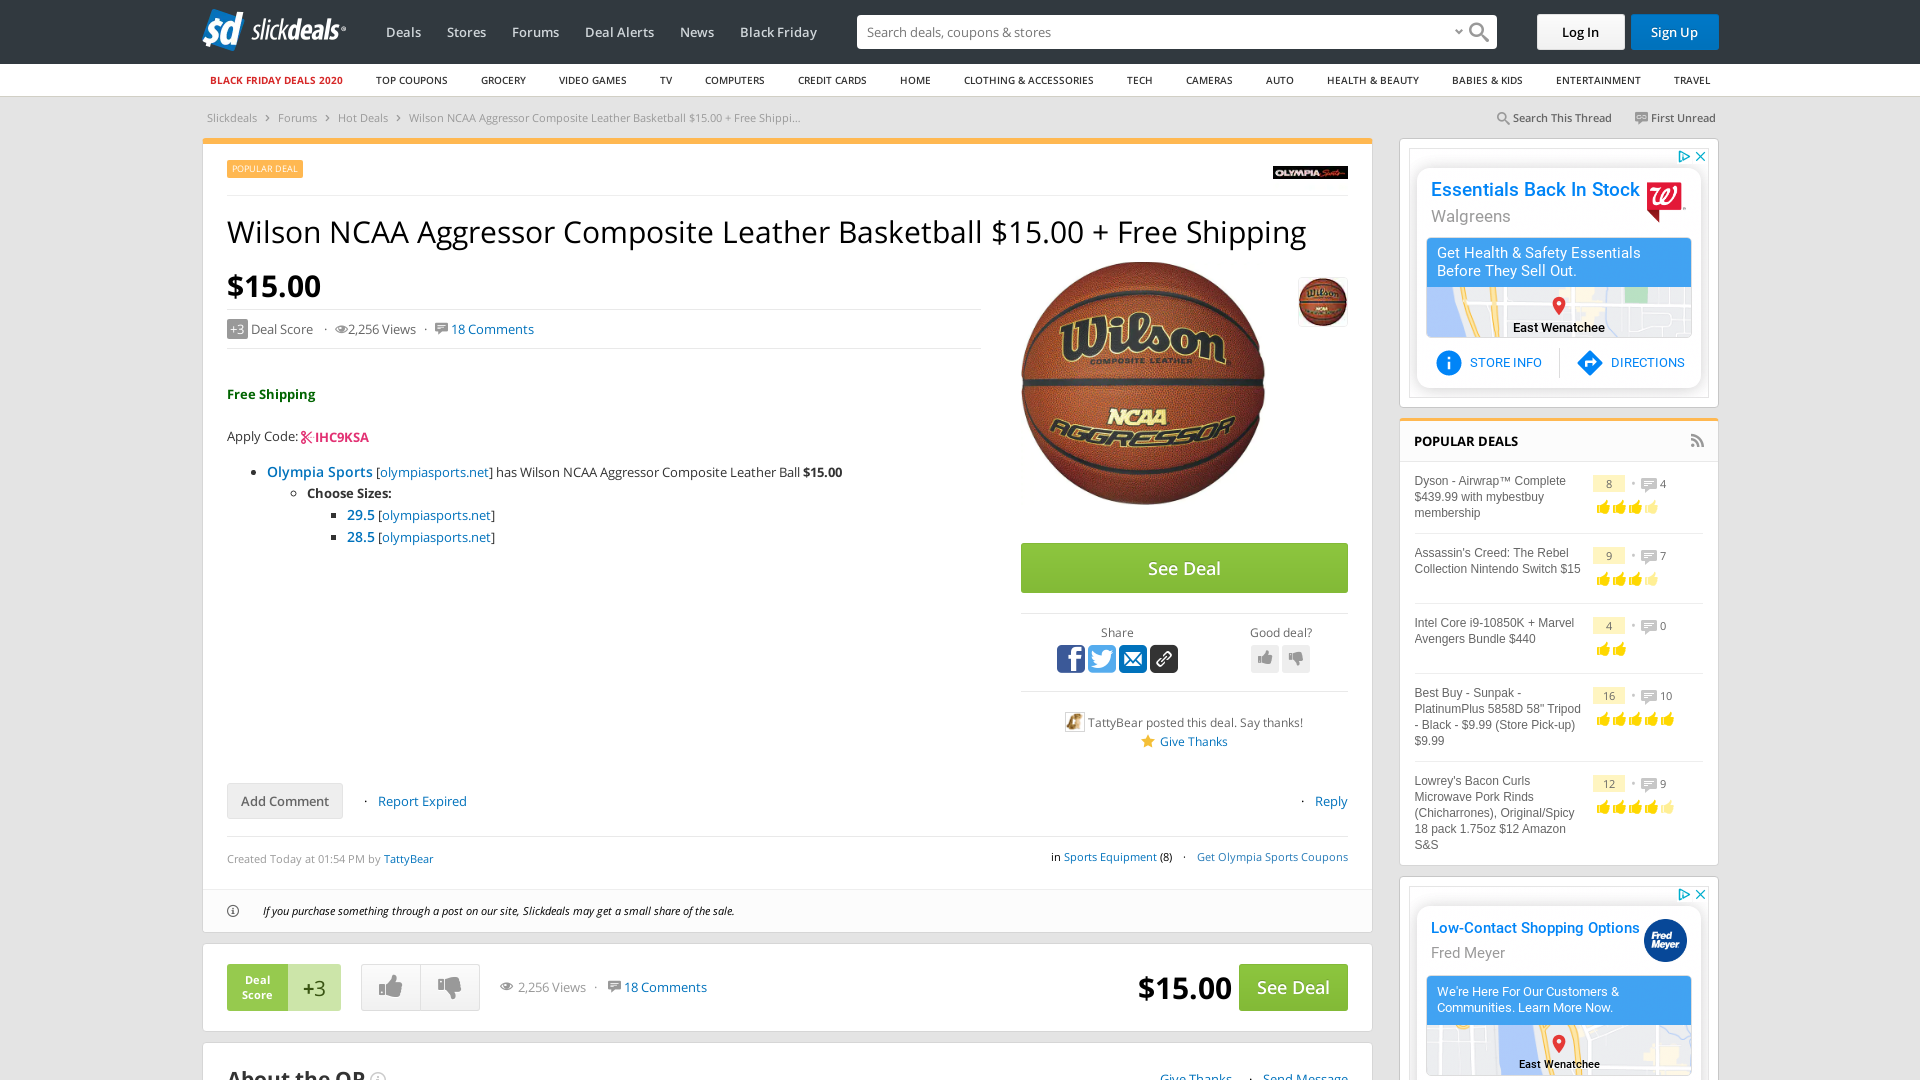 sd slickdeals
Deals
Stores
Forums
Deal Alerts
News
Black Friday
Search deals, coupons & stores
Log In
Sign Up
BLACK FRIDAY DEALS 2020
TOP COUPONS
GROCERY
VIDEO GAMES
TV
COMPUTERS
CREDIT CARDS
HOME
CLOTHING & ACCESSORIES
TECH
CAMERAS
AUTO
HEALTH & BEAUTY
BABIES & KIDS
ENTERTAINMENT
TRAVEL
Slickdeals > Forums > Hot Deals > Wilson NCAA Aggressor Composite Leather Basketball $15.00 + Free Shippi...
Search This Thread
First Unread
POPULAR DEAL
OLYMPIA Sports
Wilson NCAA Aggressor Composite Leather Basketball $15.00 + Free Shipping
$15.00
+3 Deal Score · 2,256 Views · 18 Comments
Free Shipping
Apply Code: IHC9KSA
• Olympia Sports [olympiasports.net] has Wilson NCAA Aggressor Composite Leather Ball $15.00
Choose Sizes:
29.5 [olympiasports.net]
28.5 [olympiasports.net]
Wilson
COMPOSITE LEATHER
NCAA
AGGRESSOR
See Deal
Share
Good deal?
TattyBear posted this deal. Say thanks!
Give Thanks
Add Comment · Report Expired
· Reply
Created Today at 01:54 PM by TattyBear
in Sports Equipment (8) · Get Olympia Sports Coupons
If you purchase something through a post on our site, Slickdeals may get a small share of the sale.
Deal
Score
+3
2,256 Views · 18 Comments
$15.00
See Deal
About the OP
Give Thanks · Send Message
Essentials Back In Stock
Walgreens
Get Health & Safety Essentials
Before They Sell Out.
East Wenatchee
STORE INFO
DIRECTIONS
POPULAR DEALS
Dyson - Airwrap™ Complete
$439.99 with mybestbuy
membership
8 • 4
Assassin's Creed: The Rebel
Collection Nintendo Switch $15
9 • 7
Intel Core i9-10850K + Marvel
Avengers Bundle $440
4 • 0
Best Buy - Sunpak -
PlatinumPlus 5858D 58" Tripod
- Black - $9.99 (Store Pick-up)
$9.99
16 • 10
Lowrey's Bacon Curls
Microwave Pork Rinds
(Chicharrones), Original/Spicy
18 pack 1.75oz $12 Amazon
S&S
12 • 9
Low-Contact Shopping Options
Fred Meyer
Fred
Meyer
We're Here For Our Customers &
Communities. Learn More Now.
East Wenatchee